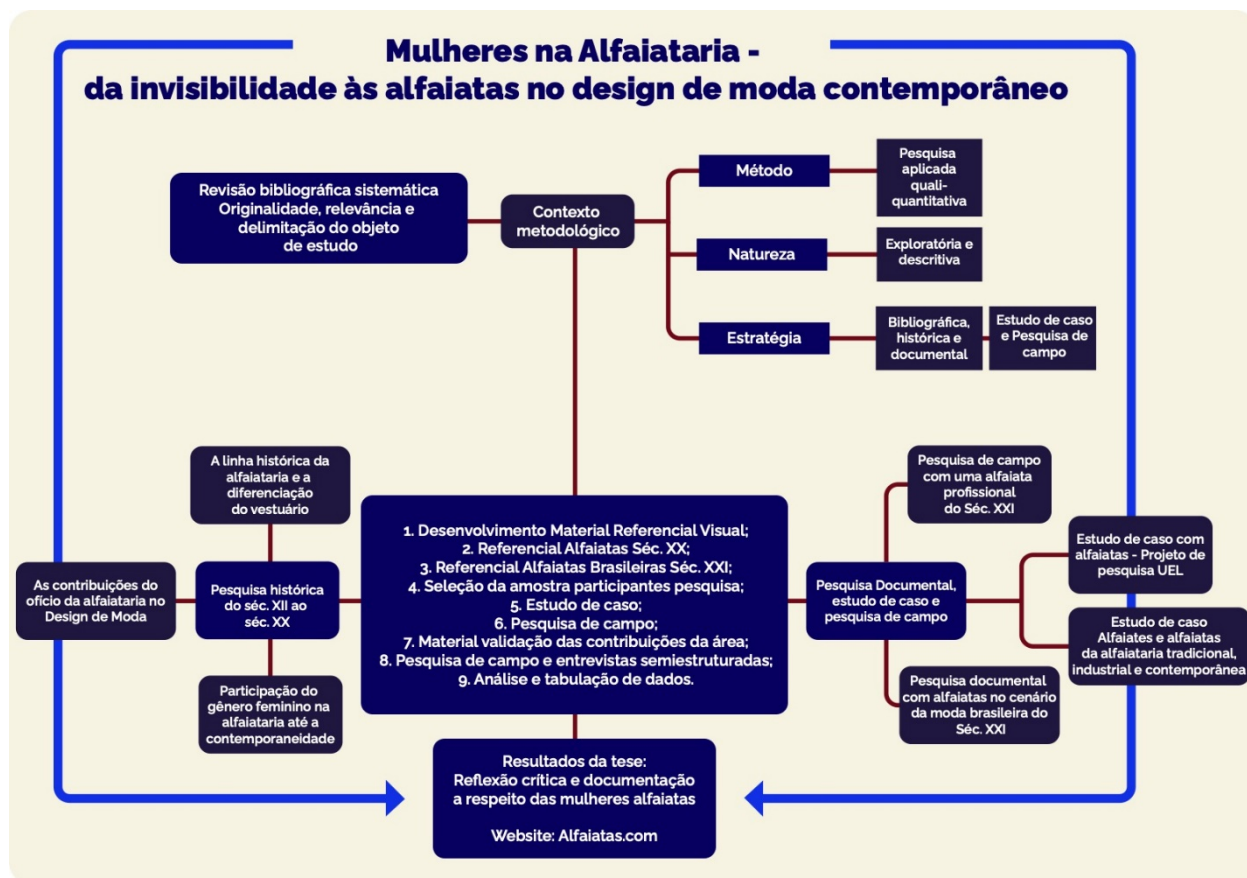 Mulheres na Alfaiataria -
da invisibilidade às alfaiatas no design de moda contemporâneo
Revisão bibliográfica sistemática
Originalidade, relevância e
delimitação do objeto
de estudo
Contexto
metodológico
Método
Pesquisa
aplicada
quali-
quantitativa
Natureza
Exploratória e
descritiva
Estratégia
Bibliográfica,
histórica e
documental
Estudo de caso
e Pesquisa de
campo
A linha histórica da
alfaiataria e a
diferenciação
do vestuário
As contribuições do
ofício da alfaiataria no
Design de Moda
Pesquisa histórica
do séc. XII ao
séc. XX
Participação do
gênero feminino na
alfaiataria até a
contemporaneidade
1. Desenvolvimento Material Referencial Visual;
2. Referencial Alfaiatas Séc. XX;
3. Referencial Alfaiatas Brasileiras Séc. XXI;
4. Seleção da amostra participantes pesquisa;
5. Estudo de caso;
6. Pesquisa de campo;
7. Material validação das contribuições da área;
8. Pesquisa de campo e entrevistas semiestruturadas;
9. Análise e tabulação de dados.
Pesquisa de campo
com uma alfaiata
profissional
do Séc. XXI
Pesquisa Documental,
estudo de caso e
pesquisa de campo
Estudo de caso com
alfaiatas - Projeto de
pesquisa UEL
Estudo de caso
Alfaiates e alfaiatas
da alfaiataria tradicional,
industrial e contemporânea
Pesquisa documental
com alfaiatas no cenário
da moda brasileira do
Séc. XXI
Resultados da tese:
Reflexão crítica e documentação
a respeito das mulheres alfaiatas
Website: Alfaiatas.com